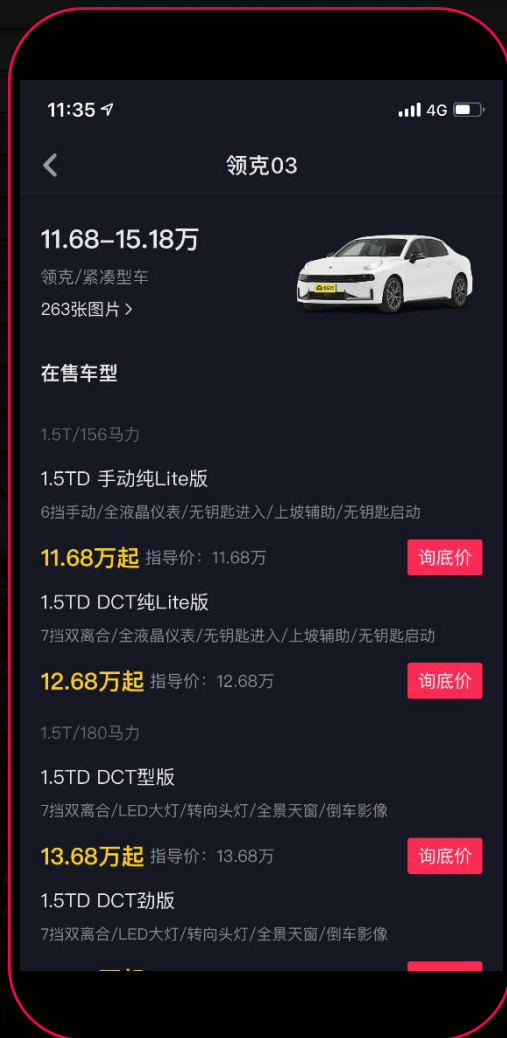 11:35
4G
领克03
11.68-15.18万
领克/紧凑型车
263张图片>
在售车型
1.5T/156马力
1.5TD 手动纯Lite版
6挡手动/全液晶仪表/无钥匙进入/上坡辅助/无钥匙启动
11.68万起 指导价：11.68万 询底价
1.5TD DCT纯Lite版
7挡双离合/全液晶仪表/无钥匙进入/上坡辅助/无钥匙启动
12.68万起 指导价：12.68万 询底价
1.5T/180马力
1.5TD DCT型版
7挡双离合/LED大灯/转向头灯/全景天窗/倒车影像
13.68万起 指导价：13.68万 询底价
1.5TD DCT劲版
7挡双离合/LED大灯/转向头灯/全景天窗/倒车影像